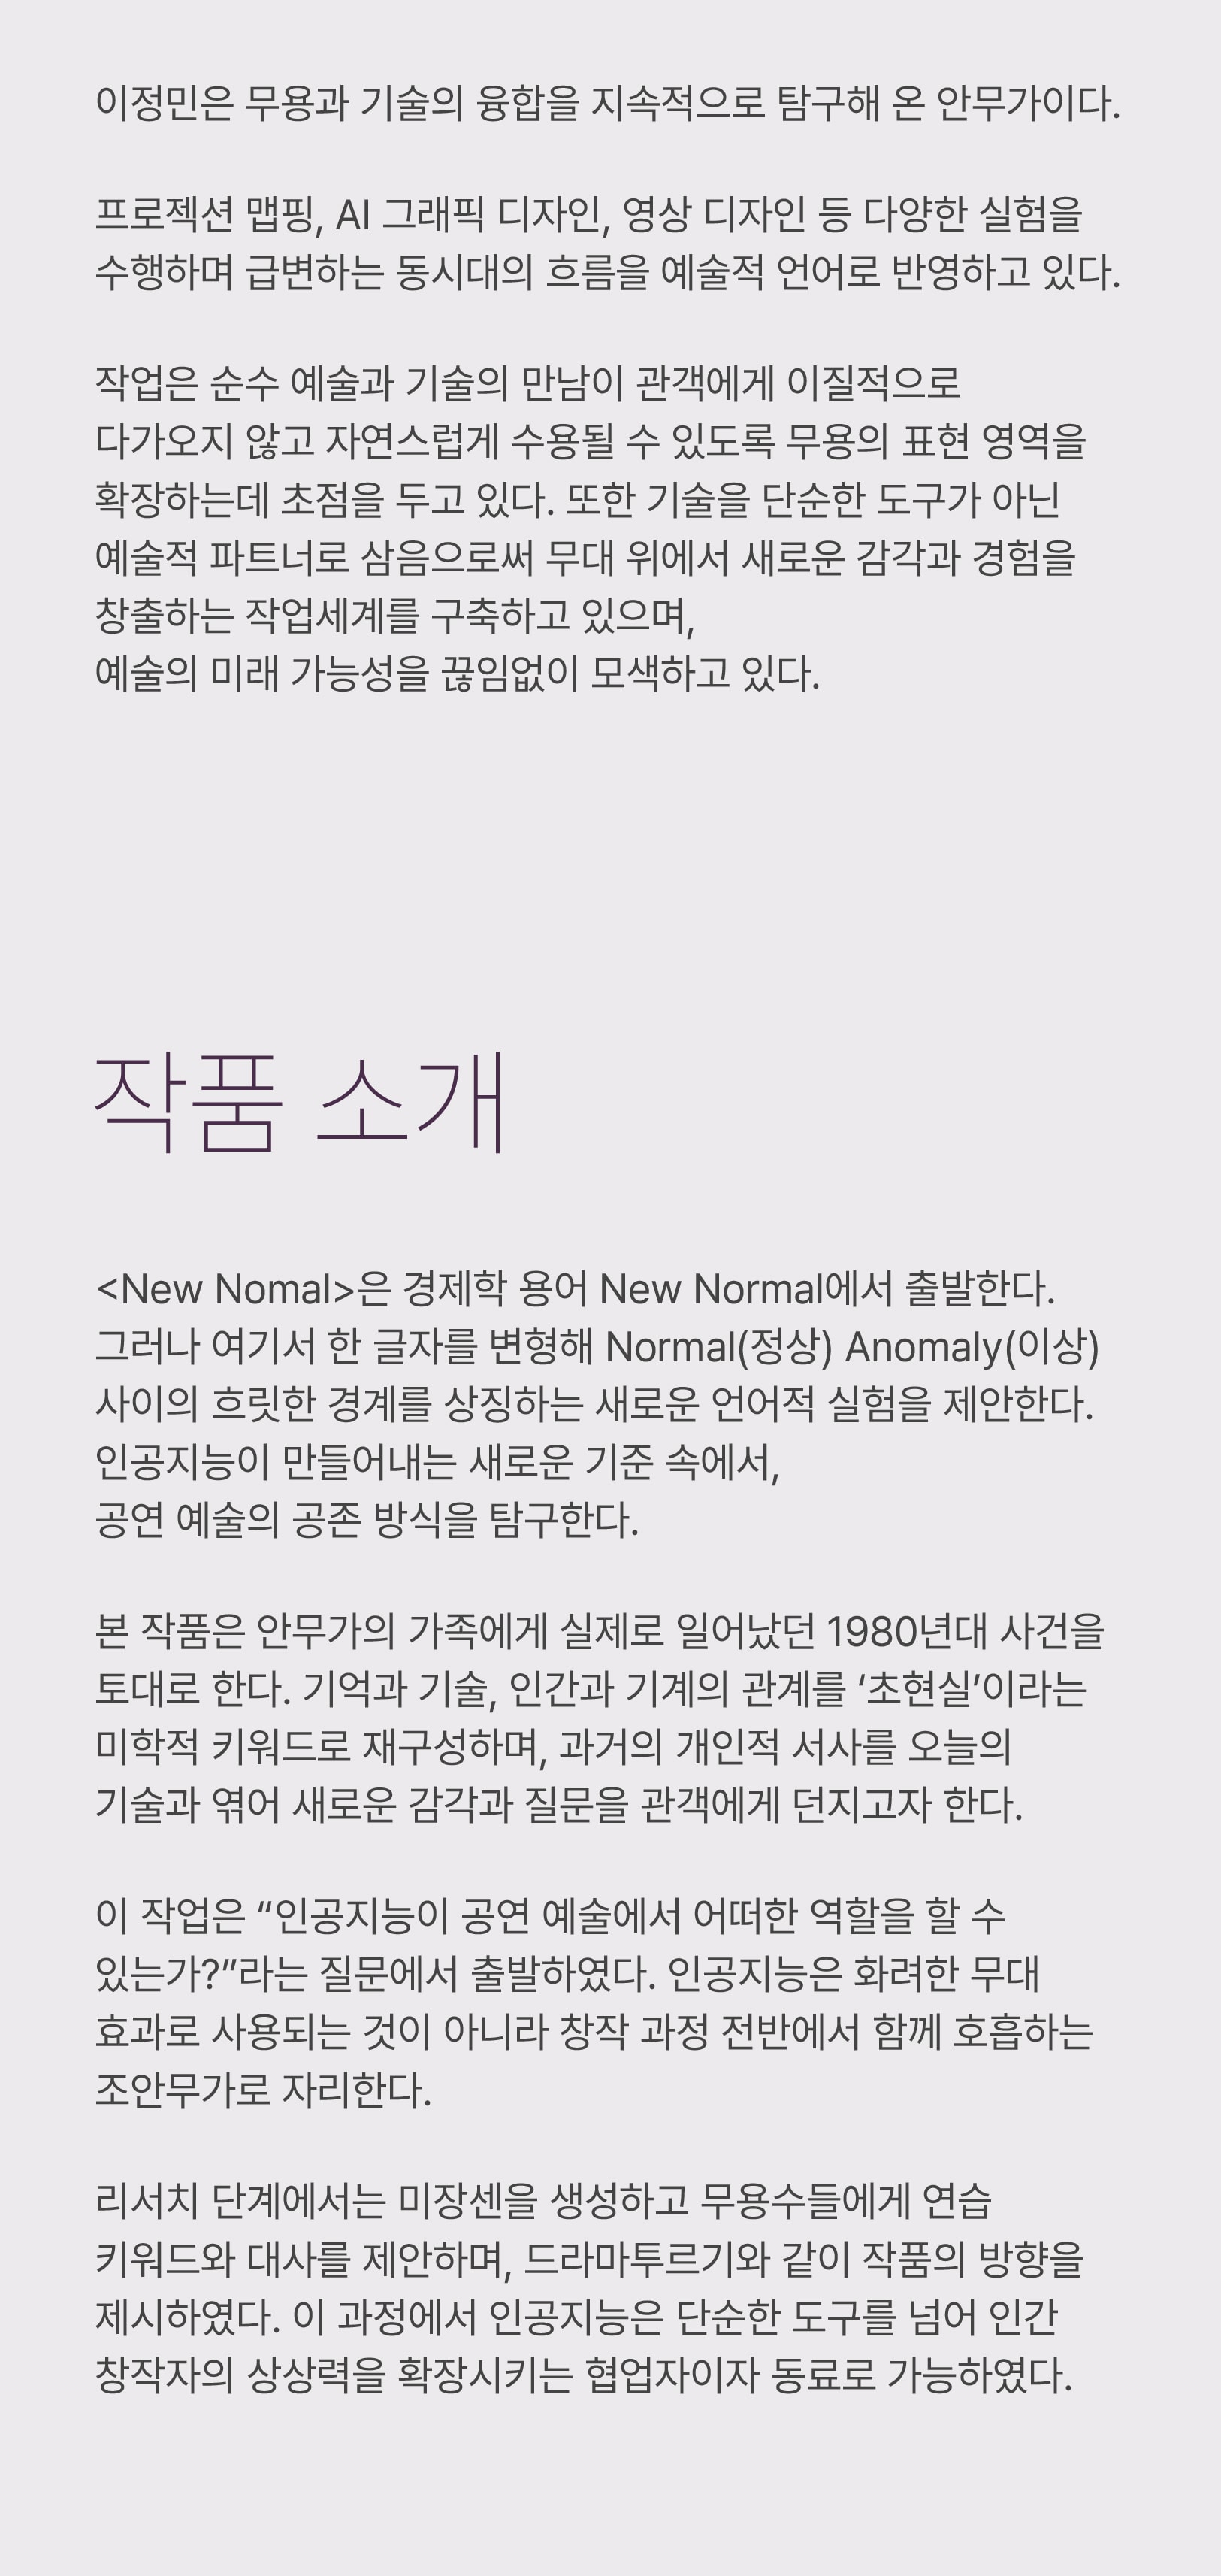 이정민은 무용과 기술의 융합을 지속적으로 탐구해 온 안무가이다.
프로젝션 맵핑, AI 그래픽 디자인, 영상 디자인 등 다양한 실험을
수행하며 급변하는 동시대의 흐름을 예술적 언어로 반영하고 있다.
작업은 순수 예술과 기술의 만남이 관객에게 이질적으로
다가오지 않고 자연스럽게 수용될 수 있도록 무용의 표현 영역을
확장하는데 초점을 두고 있다. 또한 기술을 단순한 도구가 아닌
예술적 파트너로 삼음으로써 무대 위에서 새로운 감각과 경험을
창출하는 작업세계를 구축하고 있으며,
예술의 미래 가능성을 끊임없이 모색하고 있다.
작품 소개
<New Nomal>은 경제학 용어 New Normal에서 출발한다.
그러나 여기서 한 글자를 변형해 Normal(정상) Anomaly(이상)
사이의 흐릿한 경계를 상징하는 새로운 언어적 실험을 제안한다.
인공지능이 만들어내는 새로운 기준 속에서,
공연 예술의 공존 방식을 탐구한다.
본 작품은 안무가의 가족에게 실제로 일어났던 1980년대 사건을
토대로 한다. 기억과 기술, 인간과 기계의 관계를 ‘초현실’이라는
미학적 키워드로 재구성하며, 과거의 개인적 서사를 오늘의
기술과 엮어 새로운 감각과 질문을 관객에게 던지고자 한다.
이 작업은 “인공지능이 공연 예술에서 어떠한 역할을 할 수
있는가?”라는 질문에서 출발하였다. 인공지능은 화려한 무대
효과로 사용되는 것이 아니라 창작 과정 전반에서 함께 호흡하는
조안무가로 자리한다.
리서치 단계에서는 미장센을 생성하고 무용수들에게 연습
키워드와 대사를 제안하며, 드라마투르기와 같이 작품의 방향을
제시하였다. 이 과정에서 인공지능은 단순한 도구를 넘어 인간
창작자의 상상력을 확장시키는 협업자이자 동료로 가능하였다.